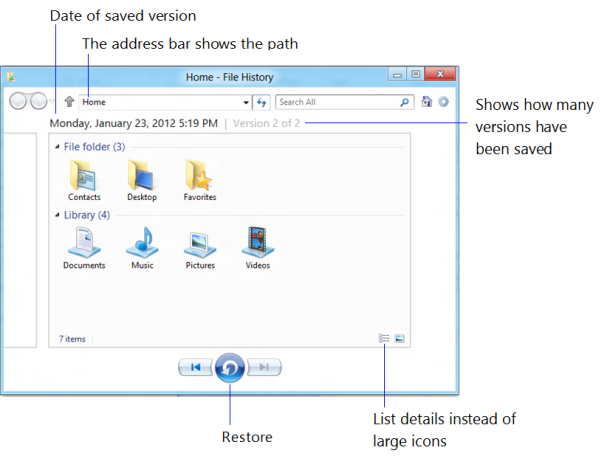 Date of saved version
The address bar shows the path
Home - File History
Home
Search All
Monday, January 23, 2012 5:19 PM | Version 2 of 2
Shows how many
versions have
been saved
File folder (3)
Contacts Desktop Favorites
Library (4)
Documents Music Pictures Videos
7 items
List details instead of
large icons
Restore